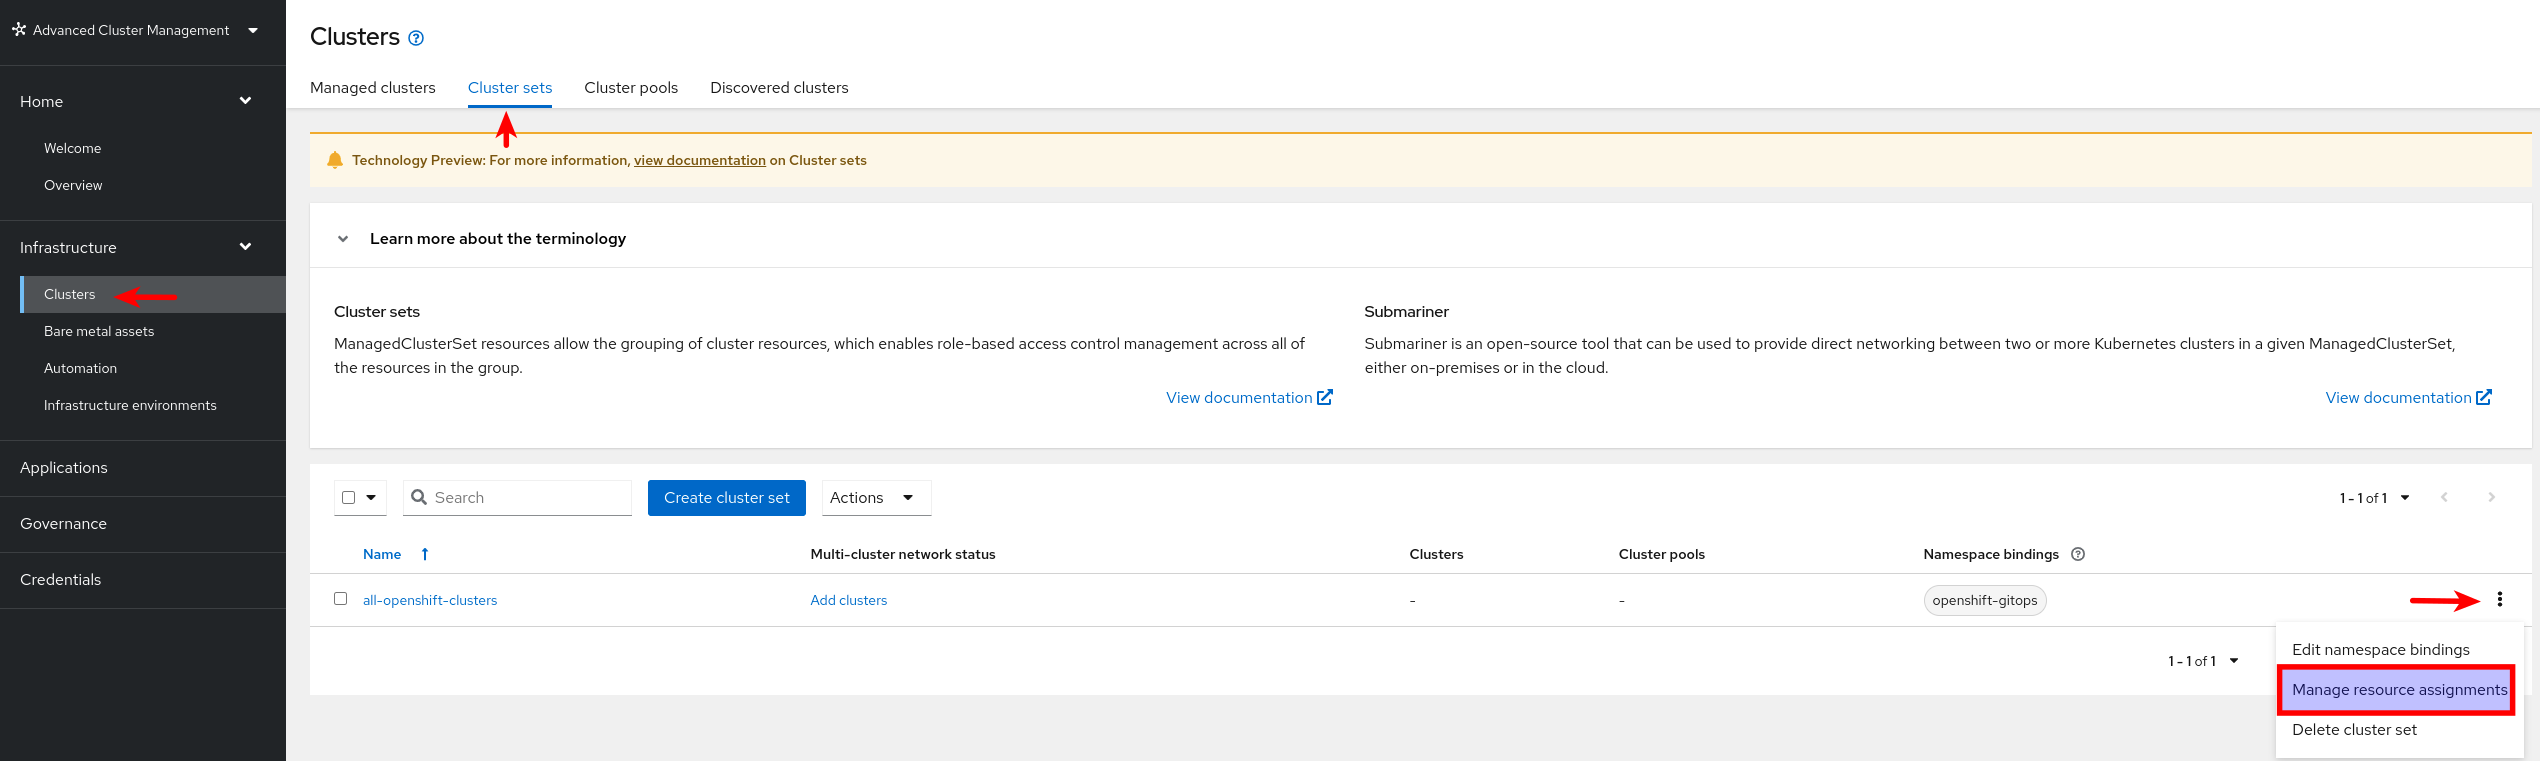 Advanced Cluster Management
Home
Welcome
Overview
Infrastructure
Clusters
Bare metal assets
Automation
Infrastructure environments
Applications
Governance
Credentials
Clusters
Managed clusters Cluster sets Cluster pools Discovered clusters
Technology Preview: For more information, view documentation on Cluster sets
Learn more about the terminology
Cluster sets
ManagedClusterSet resources allow the grouping of cluster resources, which enables role-based access control management across all of
the resources in the group.
View documentation
Submariner
Submariner is an open-source tool that can be used to provide direct networking between two or more Kubernetes clusters in a given ManagedClusterSet,
either on-premises or in the cloud.
View documentation
Search Create cluster set Actions 1 - 1 of 1
Name Multi-cluster network status Clusters Cluster pools Namespace bindings
all-openshift-clusters Add clusters - - openshift-gitops
1 - 1 of 1
Edit namespace bindings
Manage resource assignments
Delete cluster set